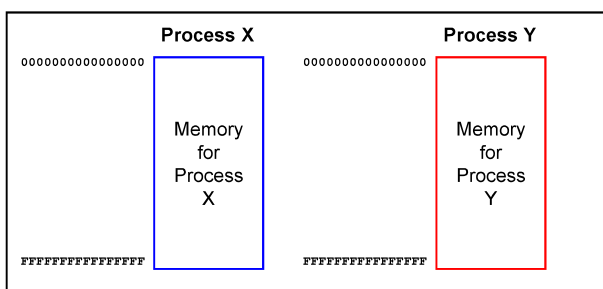 Process X
Process Y
0000000000000000
0000000000000000
Memory
for
Process
X
Memory
for
Process
Y
FFFFFFFFFFFFFFFF
FFFFFFFFFFFFFFFF